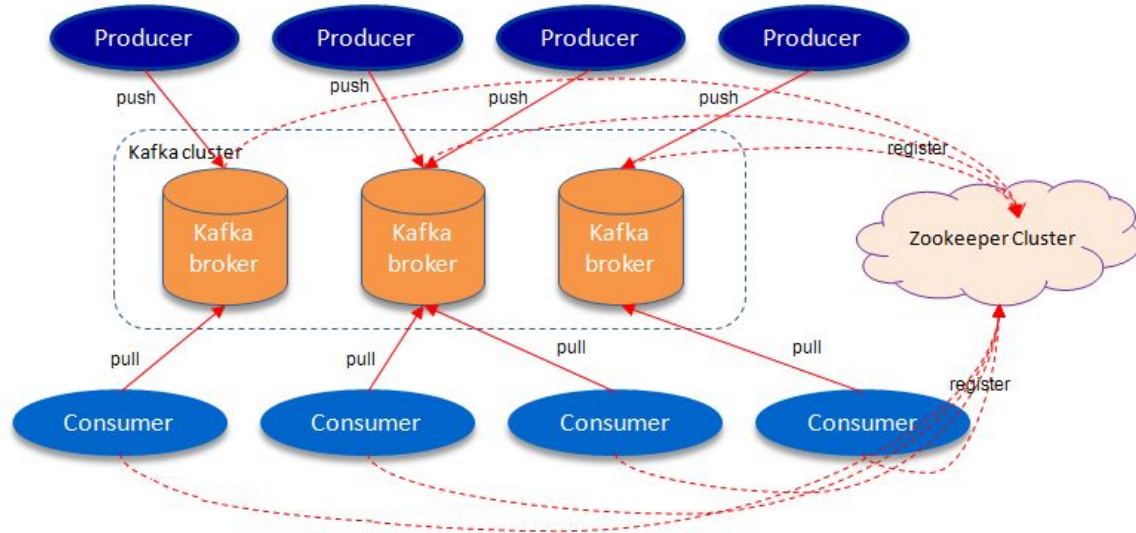 Producer
Producer
Producer
Producer
push
push
push
push
Kafka cluster
register
Kafka
broker
Kafka
broker
Kafka
broker
Zookeeper Cluster
pull
pull
pull
pull
register
Consumer
Consumer
Consumer
Consumer